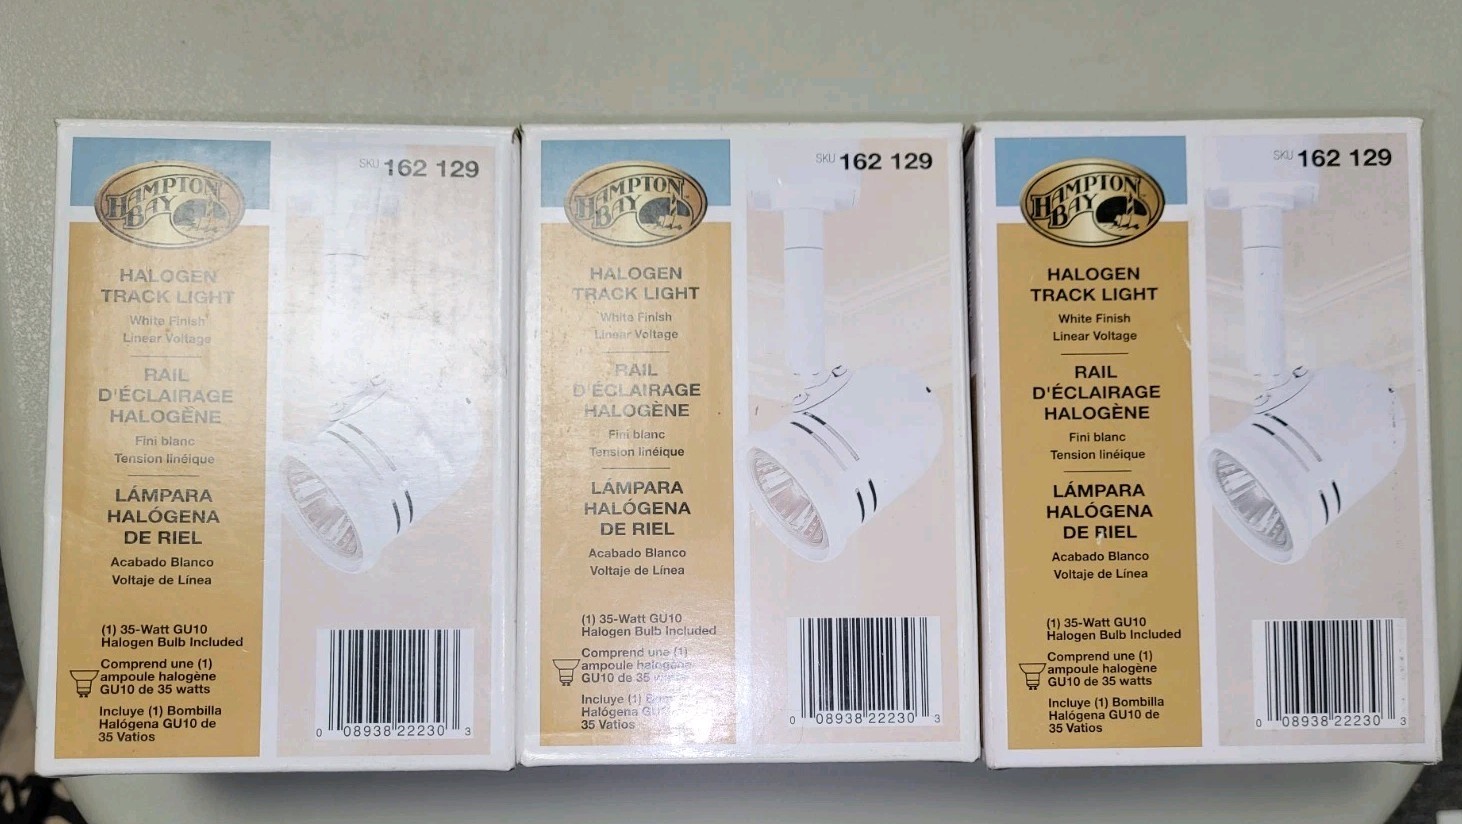 HAMPTON
BAY
SKU 162 129
HALOGEN
TRACK LIGHT
White Finish
Linear Voltage
RAIL
D'ÉCLAIRAGE
HALOGÈNE
Fini blanc
Tension linéique
LÁMPARA
HALÓGENA
DE RIEL
Acabado Blanco
Voltaje de Línea
(1) 35-Watt GU10
Halogen Bulb Included
Comprend une (1)
ampoule halogène
GU10 de 35 watts
Incluye (1) Bombilla
Halógena GU10 de
35 Vatios
0 08938 22230 3
HAMPTON
BAY
SKU 162 129
HALOGEN
TRACK LIGHT
White Finish
Linear Voltage
RAIL
D'ÉCLAIRAGE
HALOGÈNE
Fini blanc
Tension linéique
LÁMPARA
HALÓGENA
DE RIEL
Acabado Blanco
Voltaje de Línea
(1) 35-Watt GU10
Halogen Bulb Included
Comprend une (1)
ampoule halogène
GU10 de 35
Incluye (1)
Halógena
35 Vatios
0 08938 22230 3
HAMPTON
BAY
SKU 162 129
HALOGEN
TRACK LIGHT
White Finish
Linear Voltage
RAIL
D'ÉCLAIRAGE
HALOGÈNE
Fini blanc
Tension linéique
LÁMPARA
HALÓGENA
DE RIEL
Acabado Blanco
Voltaje de Línea
(1) 35-Watt GU10
Halogen Bulb Included
Comprend une (1)
ampoule halogène
GU10 de 35 watts
Incluye (1) Bombilla
Halógena GU10 de
35 Vatios
0 08938 22230 3